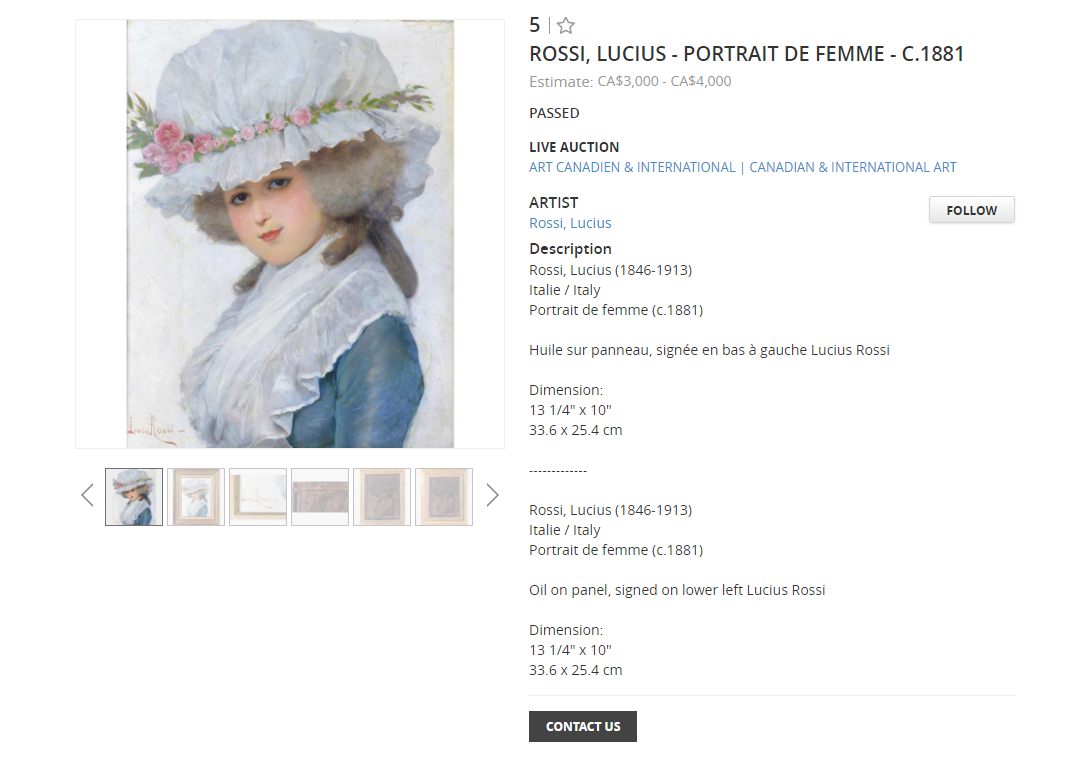 5
ROSSI, LUCIUS - PORTRAIT DE FEMME - C.1881
Estimate: CA$3,000 - CA$4,000
PASSED
LIVE AUCTION
ART CANADIEN & INTERNATIONAL | CANADIAN & INTERNATIONAL ART
ARTIST
Rossi, Lucius
FOLLOW
Description
Rossi, Lucius (1846-1913)
Italie / Italy
Portrait de femme (c.1881)
Huile sur panneau, signée en bas à gauche Lucius Rossi
Dimension:
13 1/4" x 10"
33.6 x 25.4 cm
-------------
Rossi, Lucius (1846-1913)
Italie / Italy
Portrait de femme (c.1881)
Oil on panel, signed on lower left Lucius Rossi
Dimension:
13 1/4" x 10"
33.6 x 25.4 cm
CONTACT US
Lucius Rossi